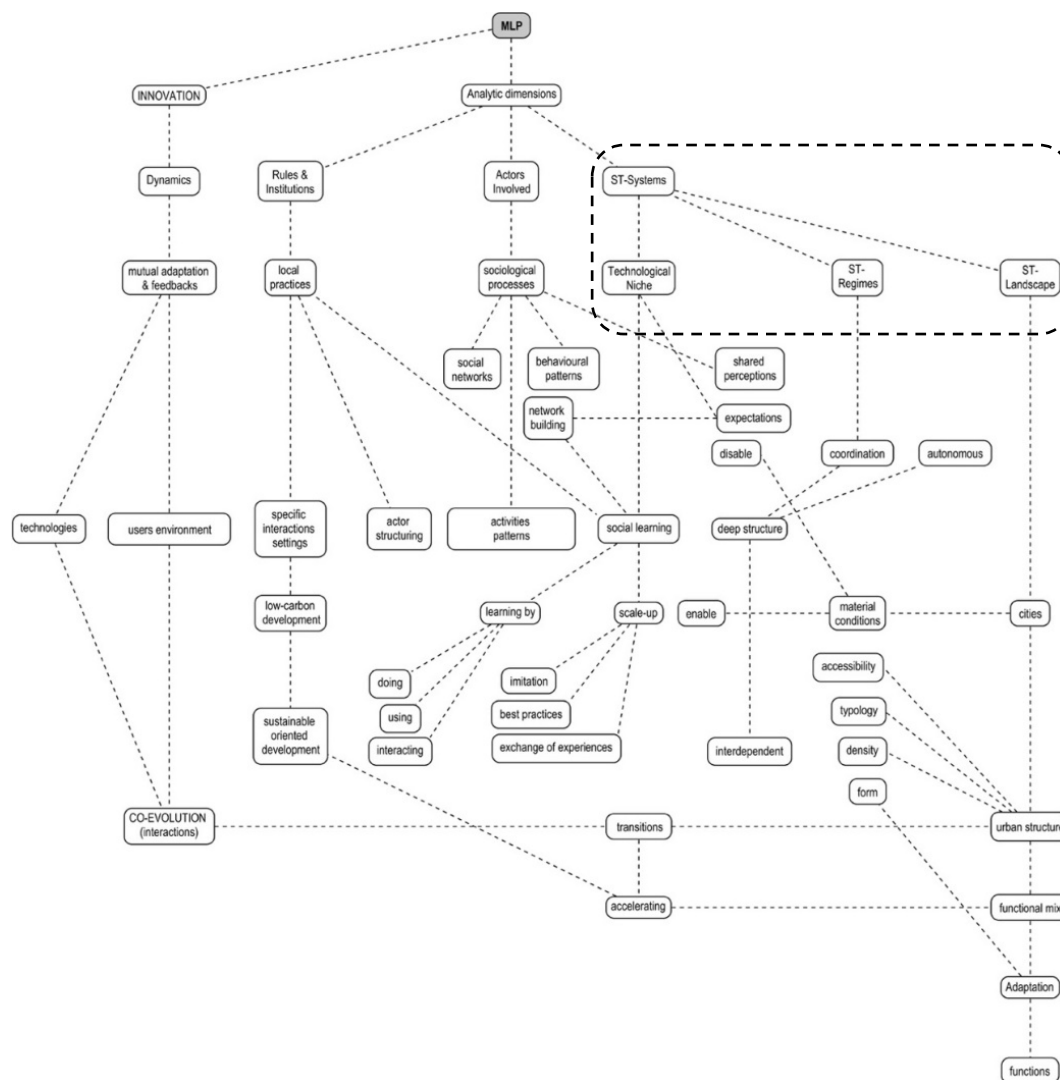 MLP
INNOVATION
Analytic dimensions
Dynamics
Rules &
Institutions
Actors
Involved
ST-Systems
mutual adaptation
& feedbacks
local
practices
sociological
processes
Technological
Niche
ST-
Regimes
ST-
Landscape
social
networks
behavioural
patterns
shared
perceptions
network
building
expectations
disable
coordination
autonomous
technologies
users environment
specific
interactions
settings
actor
structuring
activities
patterns
social learning
deep structure
low-carbon
development
learning by
scale-up
enable
material
conditions
cities
accessibility
doing
imitation
typology
using
best practices
sustainable
oriented
development
interacting
exchange of experiences
interdependent
density
form
CO-EVOLUTION
(interactions)
transitions
urban structure
accelerating
functional mix
Adaptation
functions